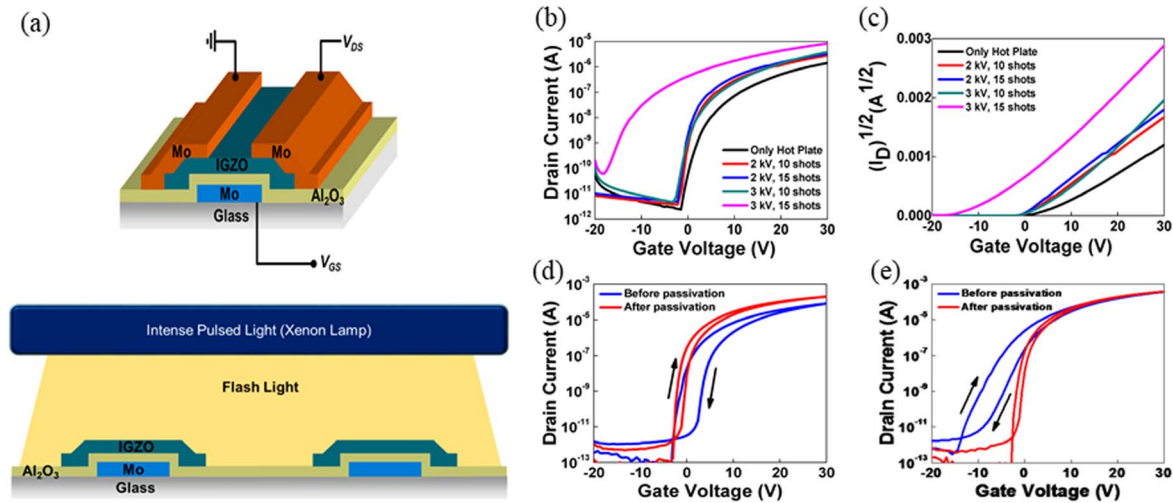 (a)
V_DS
Mo
Mo
IGZO
Mo
Al₂O₃
Glass
V_GS
Intense Pulsed Light (Xenon Lamp)
Flash Light
IGZO
Al₂O₃
Mo
Glass
(b)
Drain Current (A)
10⁻⁵
10⁻⁵
10⁻⁶
10⁻⁷
10⁻⁸
10⁻⁹
10⁻¹⁰
10⁻¹¹
10⁻¹²
Only Hot Plate
2 kV, 10 shots
2 kV, 15 shots
3 kV, 10 shots
3 kV, 15 shots
-20 -10 0 10 20 30
Gate Voltage (V)
(c)
(I_D)^1/2(A^1/2)
0.003
0.002
0.001
0.000
Only Hot Plate
2 kV, 10 shots
2 kV, 15 shots
3 kV, 10 shots
3 kV, 15 shots
-20 -10 0 10 20 30
Gate Voltage (V)
(d)
Drain Current (A)
10⁻³
10⁻⁵
10⁻⁷
10⁻⁹
10⁻¹¹
10⁻¹³
Before passivation
After passivation
-20 -10 0 10 20 30
Gate Voltage (V)
(e)
Drain Current (A)
10⁻³
10⁻⁵
10⁻⁷
10⁻⁹
10⁻¹¹
10⁻¹³
Before passivation
After passivation
-20 -10 0 10 20 30
Gate Voltage (V)